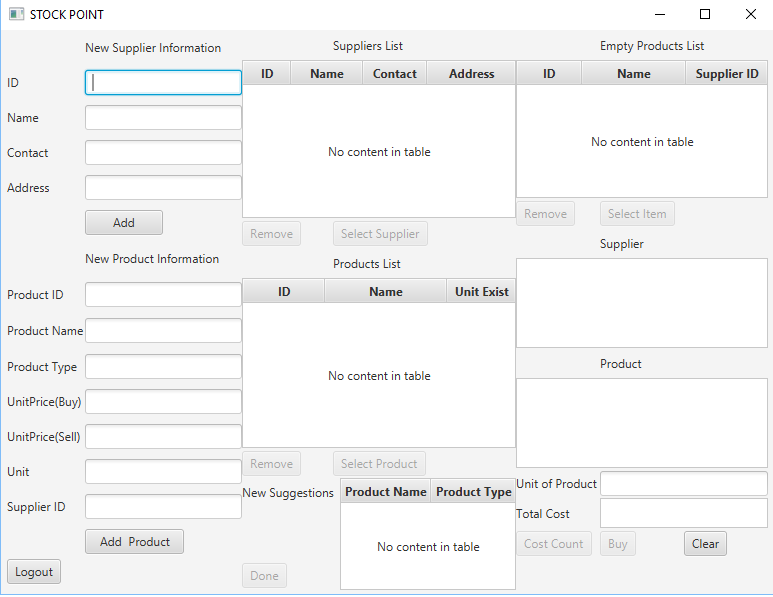 STOCK POINT
New Supplier Information
ID
Name
Contact
Address
Add
New Product Information
Product ID
Product Name
Product Type
UnitPrice(Buy)
UnitPrice(Sell)
Unit
Supplier ID
Add Product
Logout
Suppliers List
ID Name Contact Address
No content in table
Remove Select Supplier
Products List
ID Name Unit Exist
No content in table
Remove Select Product
New Suggestions
Product Name Product Type
No content in table
Done
Empty Products List
ID Name Supplier ID
No content in table
Remove Select Item
Supplier
Product
Unit of Product
Total Cost
Cost Count Buy Clear